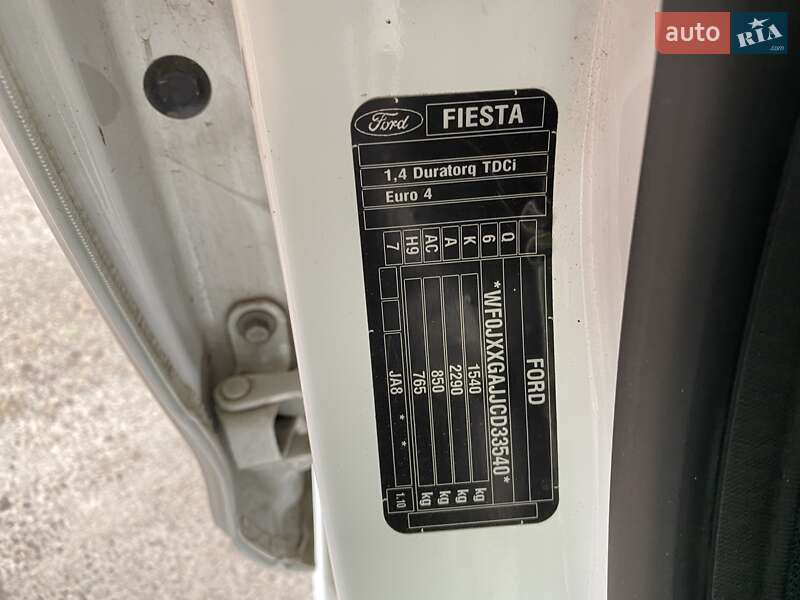 auto RIA .com
Ford FIESTA
1,4 Duratorq TDCi
Euro 4
7 H9 AC A K 6 Q
FORD
*WF0JXXGAJJCD33540*
1540 kg
2290 kg
850 kg
765 kg
JA8 * * 1.10